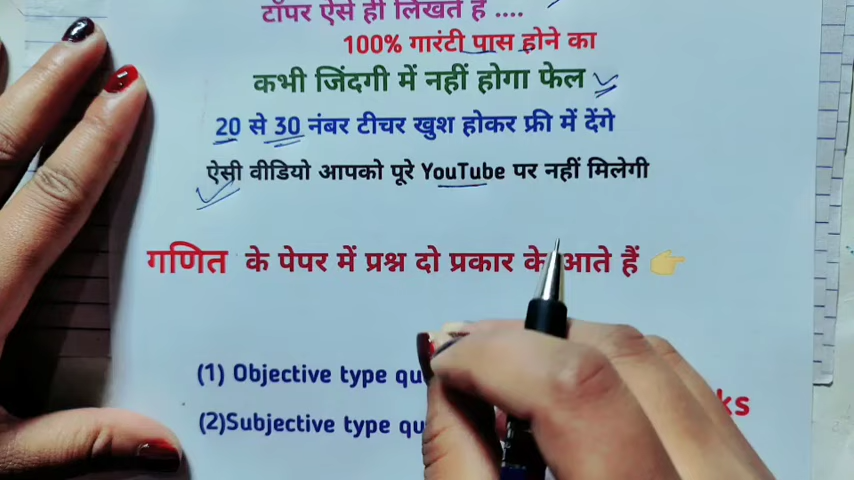 टॉपर ऐसे ही लिखते हैं ....
100% गारंटी पास होने का
कभी जिंदगी में नहीं होगा फेल
20 से 30 नंबर टीचर खुश होकर फ्री में देंगे
ऐसी वीडियो आपको पूरे YouTube पर नहीं मिलेगी
गणित के पेपर में प्रश्न दो प्रकार के आते हैं
(1) Objective type qu
(2)Subjective type qu